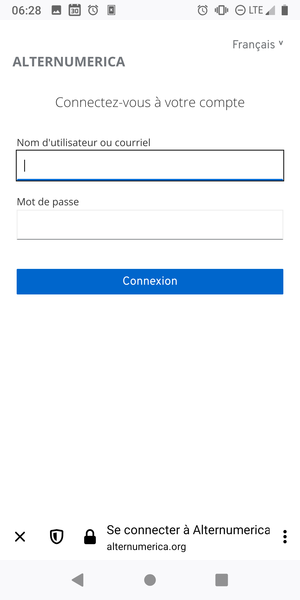 06:28
30
LTE
Français ˅
ALTERNUMERICA
Connectez-vous à votre compte
Nom d'utilisateur ou courriel
Mot de passe
Connexion
Se connecter à Alternumerica
alternumerica.org